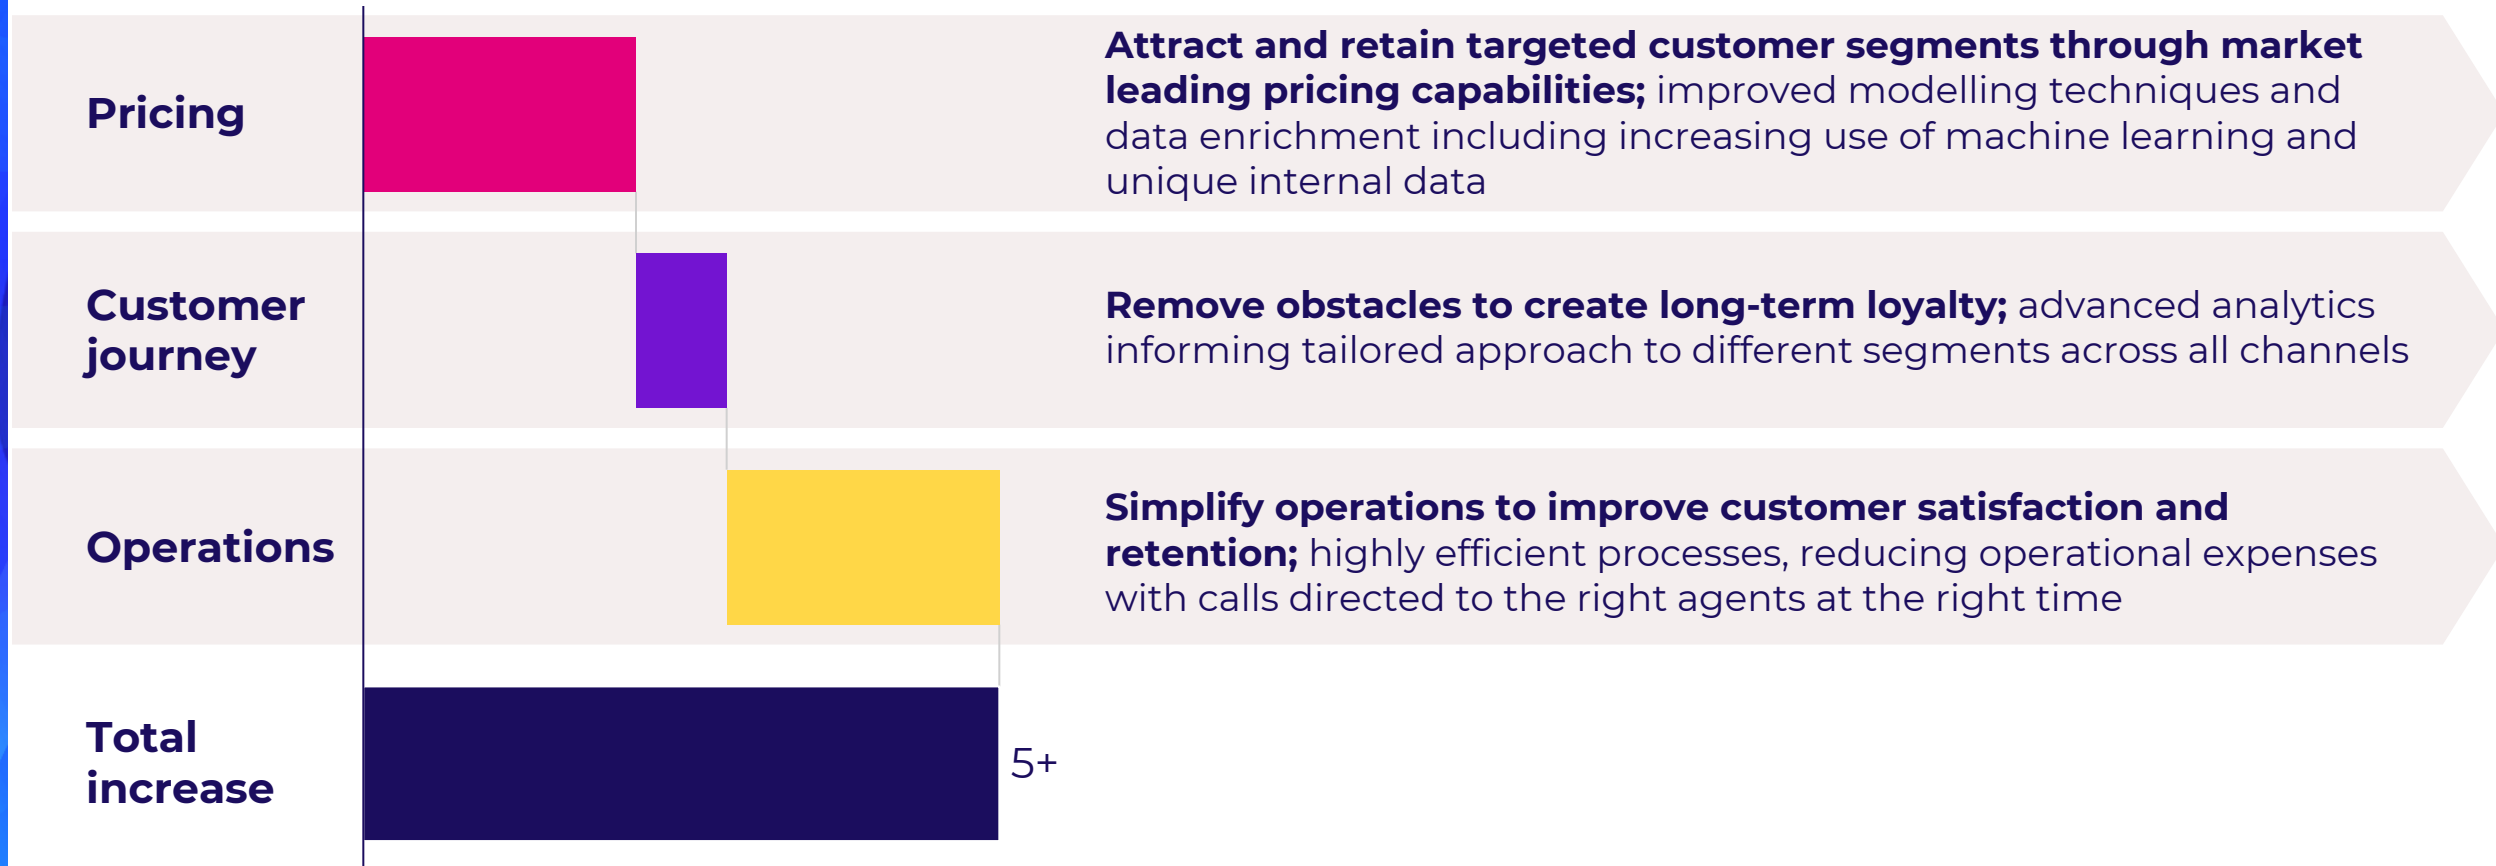 Pricing
Attract and retain targeted customer segments through market
leading pricing capabilities; improved modelling techniques and
data enrichment including increasing use of machine learning and
unique internal data
Customer
journey
Remove obstacles to create long-term loyalty; advanced analytics
informing tailored approach to different segments across all channels
Operations
Simplify operations to improve customer satisfaction and
retention; highly efficient processes, reducing operational expenses
with calls directed to the right agents at the right time
Total
increase
5+